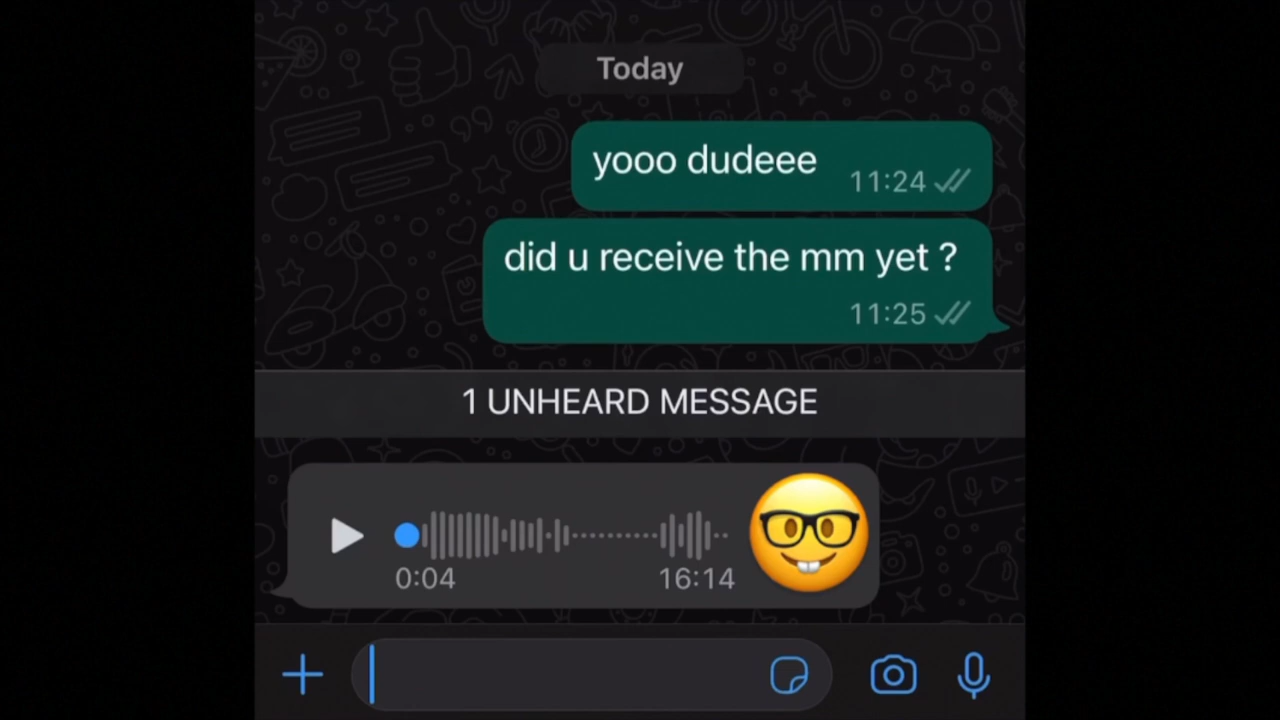 Today
yooo dudeee
11:24
did u receive the mm yet ?
11:25
1 UNHEARD MESSAGE
0:04 16:14